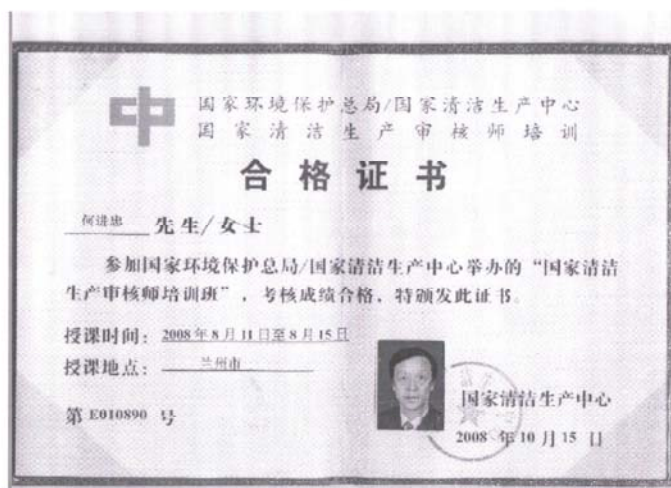 国家环境保护总局/国家清洁生产中心
国家清洁生产审核师培训
合格证书
何进忠 先生/女士
参加国家环境保护总局/国家清洁生产中心举办的“国家清洁
生产审核师培训班”，考核成绩合格，特颁发此证书。
授课时间：2008年8月11日至8月15日
授课地点：兰州市
第 E010890 号
国家清洁生产中心
2008 年 10 月 15 日